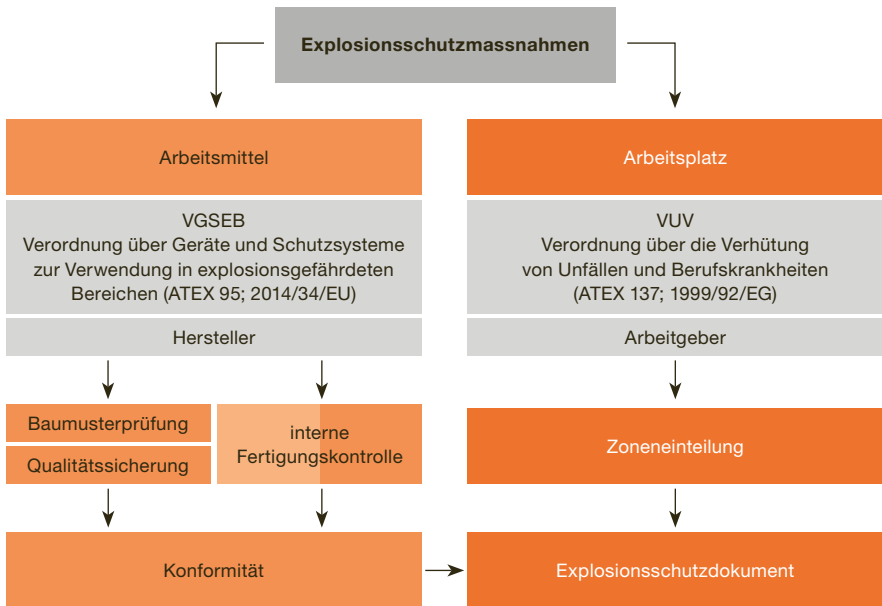 Explosionsschutzmassnahmen
Arbeitsmittel
VGSEB
Verordnung über Geräte und Schutzsysteme
zur Verwendung in explosionsgefährdeten
Bereichen (ATEX 95; 2014/34/EU)
Hersteller
Baumusterprüfung
Qualitätssicherung
interne
Fertigungskontrolle
Konformität
Arbeitsplatz
VUV
Verordnung über die Verhütung
von Unfällen und Berufskrankheiten
(ATEX 137; 1999/92/EG)
Arbeitgeber
Zoneneinteilung
Explosionsschutzdokument